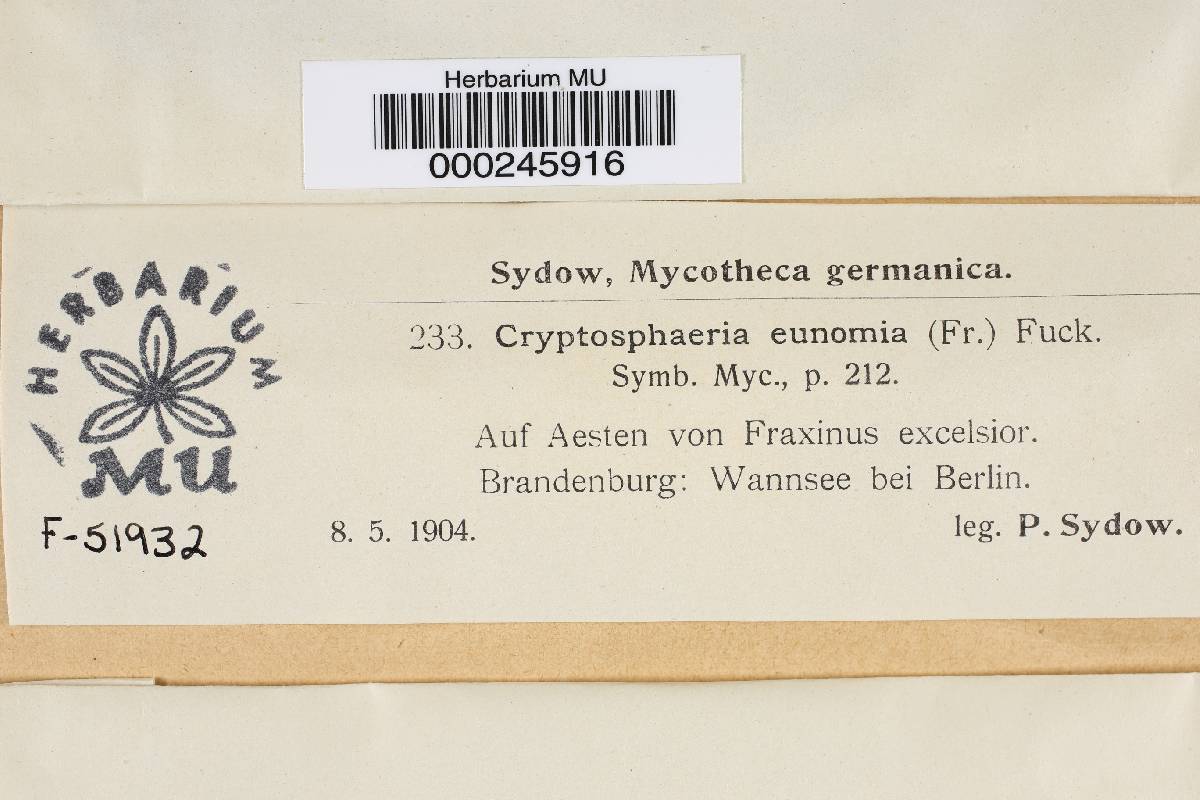 Herbarium MU
000245916
Sydow, Mycotheca germanica.
233. Cryptosphaeria eunomia (Fr.) Fuck.
Symb. Myc., p. 212.
Auf Aesten von Fraxinus excelsior.
Brandenburg: Wannsee bei Berlin.
8. 5. 1904. leg. P. Sydow.
HERBARIUM
MU
F-51932